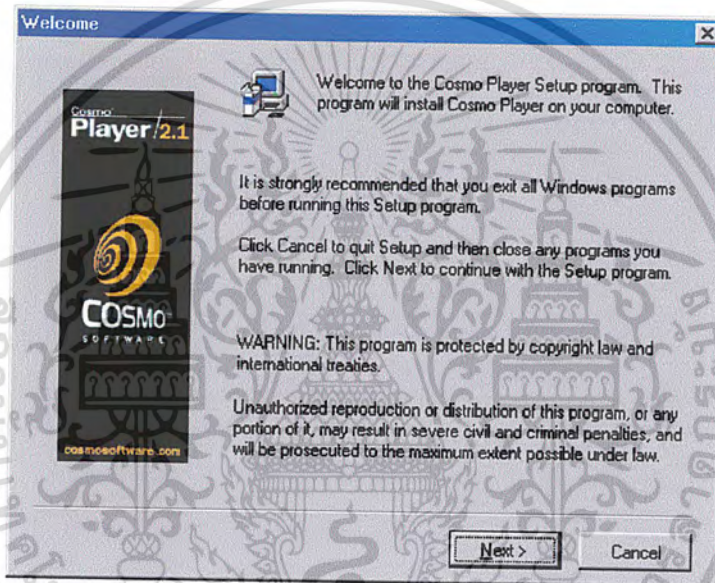 Welcome
Cosmo
Player/2.1
COSMO
SOFTWARE
cosmosoftware.com
Welcome to the Cosmo Player Setup program. This
program will install Cosmo Player on your computer.
It is strongly recommended that you exit all Windows programs
before running this Setup program.
Click Cancel to quit Setup and then close any programs you
have running. Click Next to continue with the Setup program.
WARNING: This program is protected by copyright law and
international treaties.
Unauthorized reproduction or distribution of this program, or any
portion of it, may result in severe civil and criminal penalties, and
will be prosecuted to the maximum extent possible under law.
Next >
Cancel